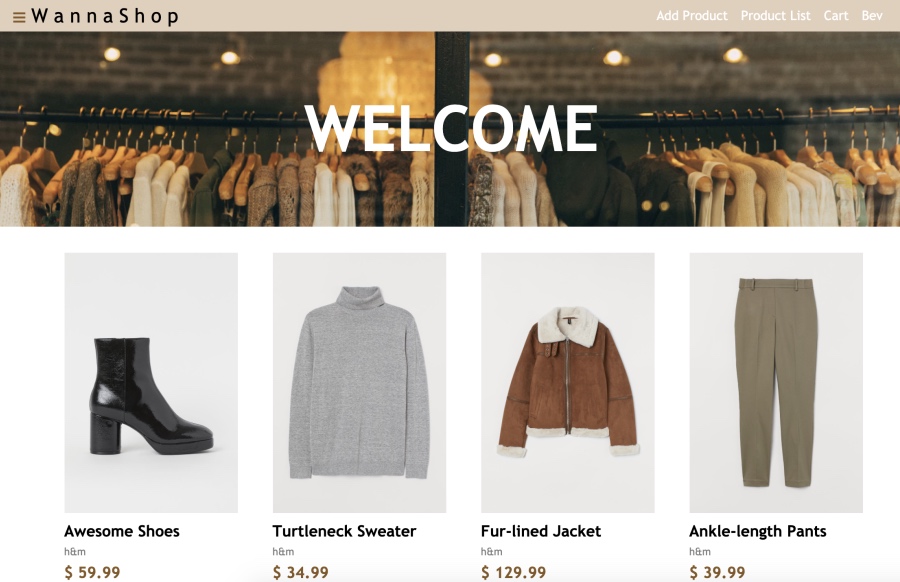 WannaShop
Add Product Product List Cart Bev
WELCOME
Awesome Shoes
h&m
$ 59.99
Turtleneck Sweater
h&m
$ 34.99
Fur-lined Jacket
h&m
$ 129.99
Ankle-length Pants
h&m
$ 39.99